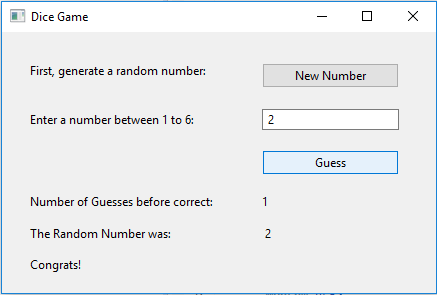 Dice Game
First, generate a random number: New Number
Enter a number between 1 to 6: 2
Guess
Number of Guesses before correct: 1
The Random Number was: 2
Congrats!